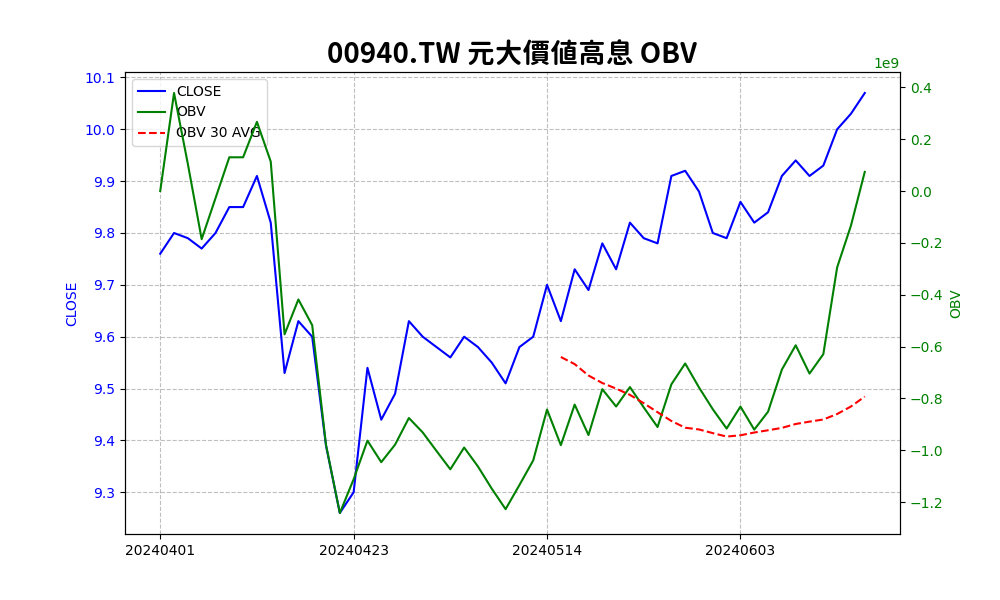 00940.TW 元大價值高息 OBV
1e9
CLOSE
OBV
OBV 30 AVG
10.1
10.0
9.9
9.8
9.7
9.6
9.5
9.4
9.3
CLOSE
0.4
0.2
0.0
−0.2
−0.4
−0.6
−0.8
−1.0
−1.2
OBV
20240401 20240423 20240514 20240603